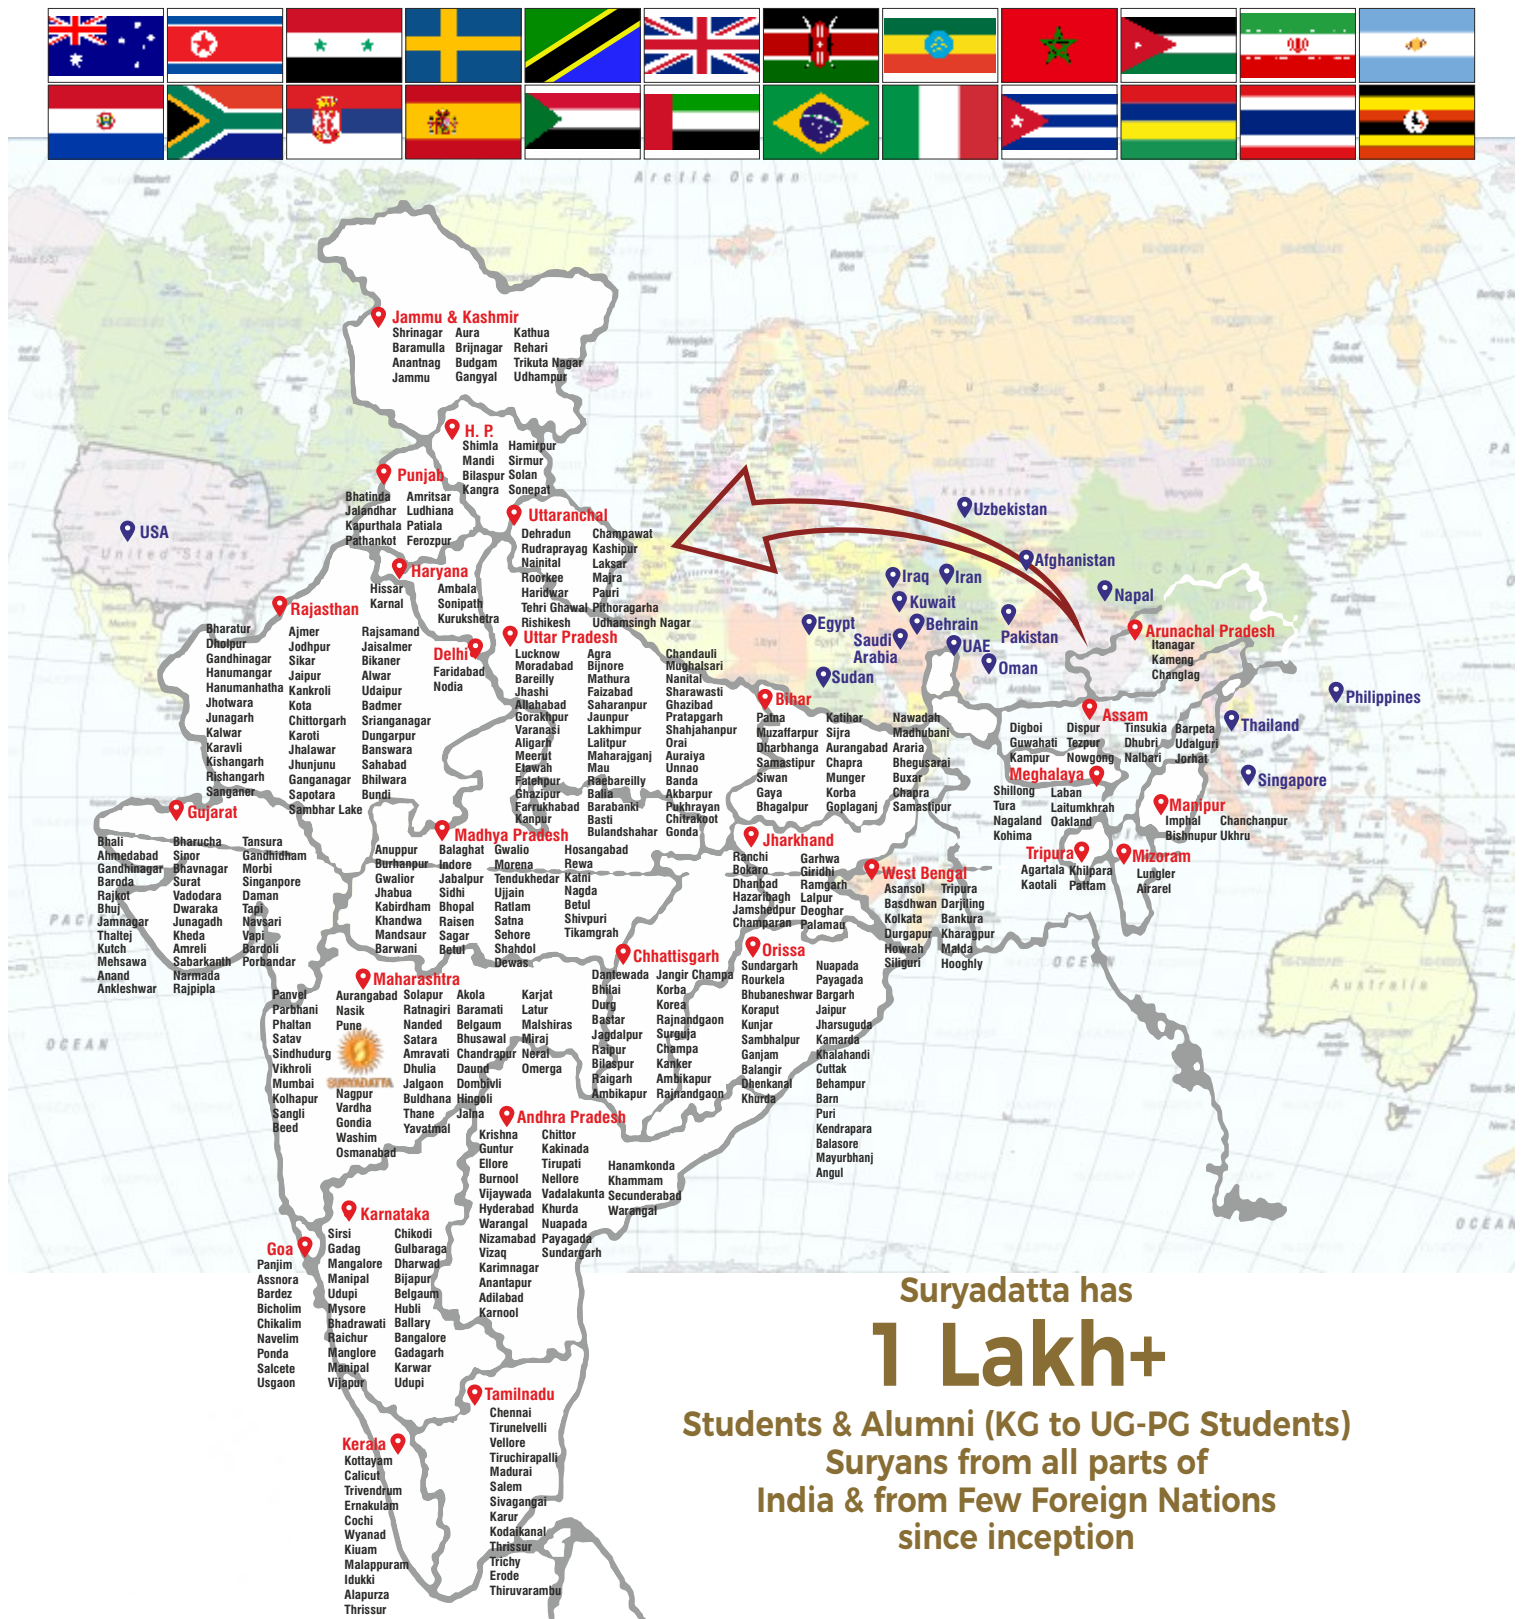 Arctic Ocean
Jammu & Kashmir
Shrinagar Aura Kathua
Baramulla Brijnagar Rehari
Anantnag Budgam Trikuta Nagar
Jammu Gangyal Udhampur
H. P.
Shimla Hamirpur
Mandi Sirmur
Bilaspur Solan
Kangra Sonepat
Punjab
Bhatinda Amritsar
Jalandhar Ludhiana
Kapurthala Patiala
Pathankot Ferozpur
Uttaranchal
Dehradun Champawat
Rudraprayag Kashipur
Nainital Laksar
Roorkee Majra
Haridwar Pauri
Tehri Ghawal Pithoragarha
Rishikesh Udhamsingh Nagar
USA
United States
Canada
Haryana
Hissar Ambala
Karnal Sonipath
Kurukshetra
Rajasthan
Bharatur
Dholpur
Gandhinagar
Hanumangar
Hanumanhatha
Jhotwara
Junagarh
Kalwar
Karavli
Kishangarh
Rishangarh
Sanganer
Ajmer
Jodhpur
Sikar
Jaipur
Kankroli
Kota
Chittorgarh
Karoti
Jhalawar
Jhunjunu
Ganganagar
Sapotara
Sambhar Lake
Rajsamand
Jaisalmer
Bikaner
Alwar
Udaipur
Badmer
Srianganagar
Dungarpur
Banswara
Sahabad
Bhilwara
Bundi
Delhi
Faridabad
Nodia
Uttar Pradesh
Lucknow
Moradabad
Bareilly
Jhashi
Allahabad
Gorakhpur
Varanasi
Aligarh
Meerut
Etawah
Fatehpur
Ghazipur
Farrukhabad
Kanpur
Agra
Bijnore
Mathura
Faizabad
Saharanpur
Jaunpur
Lakhimpur
Lalitpur
Maharajganj
Mau
Raebareilly
Balia
Barabanki
Basti
Bulandshahar
Chandauli
Mughalsari
Nanital
Sharawasti
Ghazibad
Pratapgarh
Shahjahanpur
Orai
Auraiya
Unnao
Banda
Akbarpur
Pukhrayan
Chitrakoot
Gonda
Uzbekistan
Afghanistan
Iraq
Iran
Napal
Kuwait
Egypt
Behrain
Pakistan
Saudi
Arabia
UAE
Oman
Sudan
Philippines
Thailand
Singapore
Arunachal Pradesh
Itanagar
Kameng
Changlag
Bihar
Patna Katihar Nawadah
Muzaffarpur Sijra Madhubani
Dharbhanga Aurangabad Araria
Samastipur Chapra Bhegusarai
Siwan Munger Buxar
Gaya Korba Chapra
Bhagalpur Goplaganj Samastipur
Assam
Digboi Dispur Tinsukia Barpeta
Guwahati Tezpur Dhubri Udalguri
Kampur Nowgong Nalbari Jorhat
Meghalaya
Shillong Laban
Tura Laitumkhrah
Nagaland Oakland
Kohima
Manipur
Imphal Chanchanpur
Bishnupur Ukhru
Tripura
Agartala Khilpara
Kaotali Pattam
Mizoram
Lungler
Airarel
Gujarat
Bhali
Ahmedabad
Gandhinagar
Baroda
Rajkot
Bhuj
Jamnagar
Thaltej
Kutch
Mehsawa
Anand
Ankleshwar
Bharucha
Sinor
Bhavnagar
Surat
Vadodara
Dwaraka
Junagadh
Kheda
Amreli
Sabarkanth
Narmada
Rajpipla
Tansura
Gandhidham
Morbi
Singanpore
Daman
Tapi
Navsari
Vapi
Bardoli
Porbandar
Madhya Pradesh
Anuppur
Burhanpur
Gwalior
Jhabua
Kabirdham
Khandwa
Mandsaur
Barwani
Balaghat
Indore
Jabalpur
Sidhi
Bhopal
Raisen
Sagar
Betul
Gwalio
Morena
Tendukhedar
Ujjain
Ratlam
Satna
Sehore
Shahdol
Dewas
Hosangabad
Rewa
Katni
Nagda
Betul
Shivpuri
Tikamgrah
Jharkhand
Ranchi Garhwa
Bokaro Giridhi
Dhanbad Ramgarh
Hazaribagh Lalpur
Jamshedpur Deoghar
Champaran Palamau
West Bengal
Asansol Tripura
Basdhwan Darjiling
Kolkata Bankura
Durgapur Kharagpur
Howrah Malda
Siliguri Hooghly
Chhattisgarh
Dantewada Jangir Champa
Bhilai Korba
Durg Korea
Bastar Rajnandgaon
Jagdalpur Surguja
Raipur Champa
Bilaspur Kanker
Raigarh Ambikapur
Ambikapur Rajnandgaon
Orissa
Sundargarh
Rourkela
Bhubaneshwar
Koraput
Kunjar
Sambhalpur
Ganjam
Balangir
Dhenkanal
Khurda
Nuapada
Payagada
Bargarh
Jaipur
Jharsuguda
Kamarda
Khalahandi
Cuttak
Behampur
Barn
Puri
Kendrapara
Balasore
Mayurbhanj
Angul
Maharashtra
Panvel
Parbhani
Phaltan
Satav
Sindhudurg
Vikhroli
Mumbai
Kolhapur
Sangli
Beed
Aurangabad
Nasik
Pune
SURYADATTA
Nagpur
Vardha
Gondia
Washim
Osmanabad
Solapur
Ratnagiri
Nanded
Satara
Amravati
Dhulia
Jalgaon
Buldhana
Thane
Yavatmal
Akola
Baramati
Belgaum
Bhusawal
Chandrapur
Daund
Dombivli
Hingoli
Jalna
Karjat
Latur
Malshiras
Miraj
Neral
Omerga
Andhra Pradesh
Krishna
Guntur
Ellore
Burnool
Vijaywada
Hyderabad
Warangal
Nizamabad
Vizaq
Karimnagar
Anantapur
Adilabad
Karnool
Chittor
Kakinada
Tirupati
Nellore
Vadalakunta
Khurda
Nuapada
Payagada
Sundargarh
Hanamkonda
Khammam
Secunderabad
Warangal
Karnataka
Sirsi
Gadag
Mangalore
Manipal
Udupi
Mysore
Bhadrawati
Raichur
Manglore
Manipal
Vijapur
Chikodi
Gulbaraga
Dharwad
Bijapur
Belgaum
Hubli
Ballary
Bangalore
Gadagarh
Karwar
Udupi
Goa
Panjim
Assnora
Bardez
Bicholim
Chikalim
Navelim
Ponda
Salcete
Usgaon
Tamilnadu
Chennai
Tirunelvelli
Vellore
Tiruchirapalli
Madurai
Salem
Sivagangai
Karur
Kodaikanal
Thrissur
Trichy
Erode
Thiruvarambu
Kerala
Kottayam
Calicut
Trivendrum
Ernakulam
Cochi
Wyanad
Kiuam
Malappuram
Idukki
Alapurza
Thrissur
China
Australia
OCEAN
OCEAN
OCEAN
Suryadatta has
1 Lakh+
Students & Alumni (KG to UG-PG Students)
Suryans from all parts of
India & from Few Foreign Nations
since inception